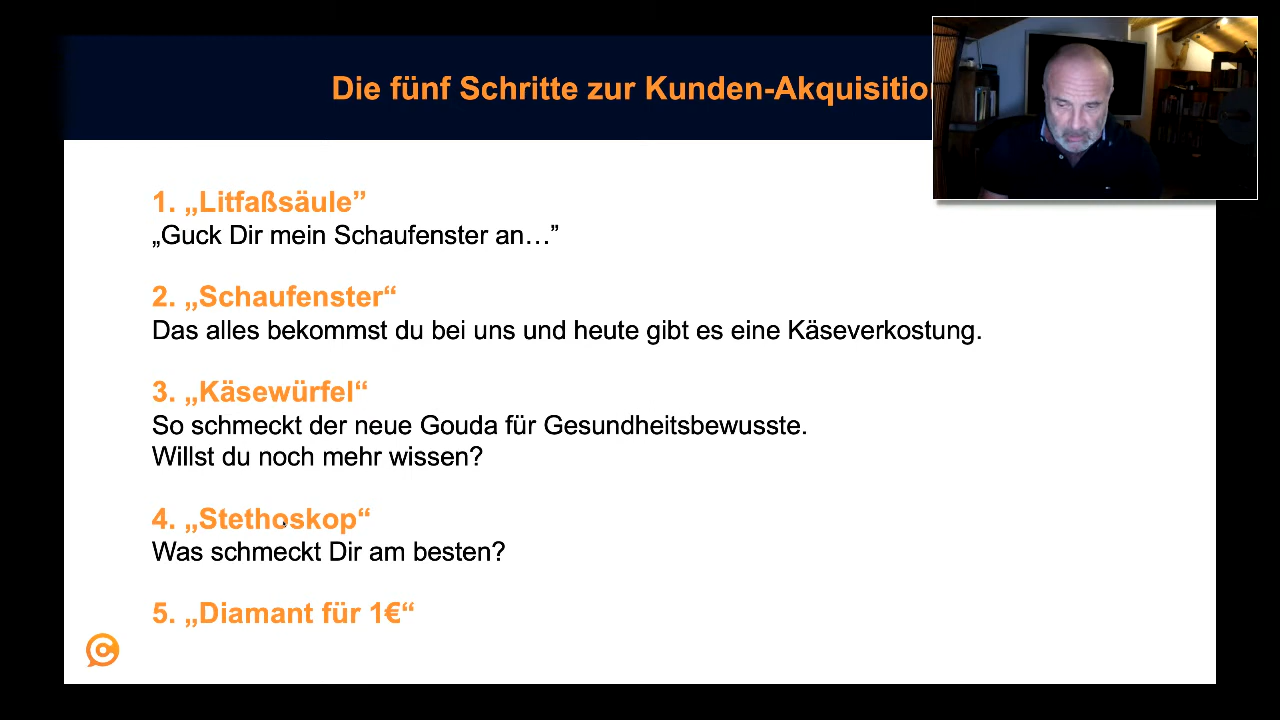 Die fünf Schritte zur Kunden-Akquisitio
1. „Litfaßsäule”
„Guck Dir mein Schaufenster an…”
2. „Schaufenster“
Das alles bekommst du bei uns und heute gibt es eine Käseverkostung.
3. „Käsewürfel“
So schmeckt der neue Gouda für Gesundheitsbewusste.
Willst du noch mehr wissen?
4. „Stethoskop“
Was schmeckt Dir am besten?
5. „Diamant für 1€“